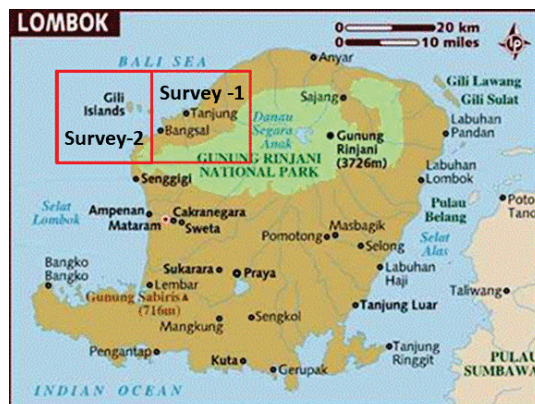 LOMBOK
0 20 km
0 10 miles
BALI SEA
Anyar
Gili Lawang
Gili Sulat
Gili
Islands
Survey -1
Tanjung
Sajang
Survey-2
Bangsal
Danau
Segara
Anak
Gunung
Rinjani
(3726m)
Labuhan
Pandan
GUNUNG RINJANI
NATIONAL PARK
Senggigi
Labuhan
Lombok
Selat
Lombok
Ampenan
Cakranegara
Mataram
Sweta
Pulau
Belang
Poto
Tano
Masbagik
Pomotong
Selong
Selat
Alas
Bangko
Bangko
Sukarara
Praya
Labuhan
Haji
Taliwang
Lembar
Gunung Sabiris
(716m)
Mangkung
Sengkol
Tanjung Luar
Pengantap
Kuta
Gerupak
Tanjung
Ringgit
PULAU
SUMBAWA
INDIAN OCEAN